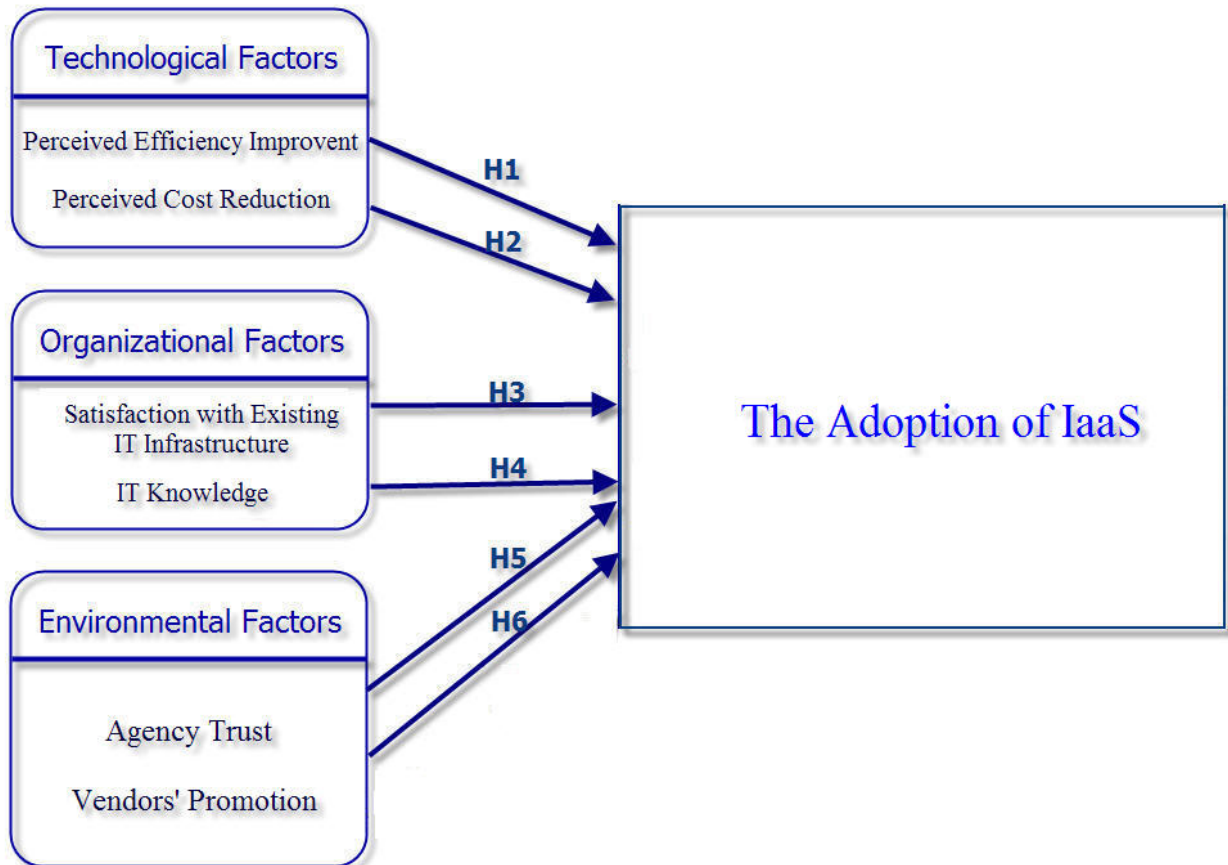 Technological Factors
Perceived Efficiency Improvent
Perceived Cost Reduction
H1
H2
Organizational Factors
Satisfaction with Existing
IT Infrastructure
IT Knowledge
H3
H4
The Adoption of IaaS
Environmental Factors
Agency Trust
Vendors' Promotion
H5
H6